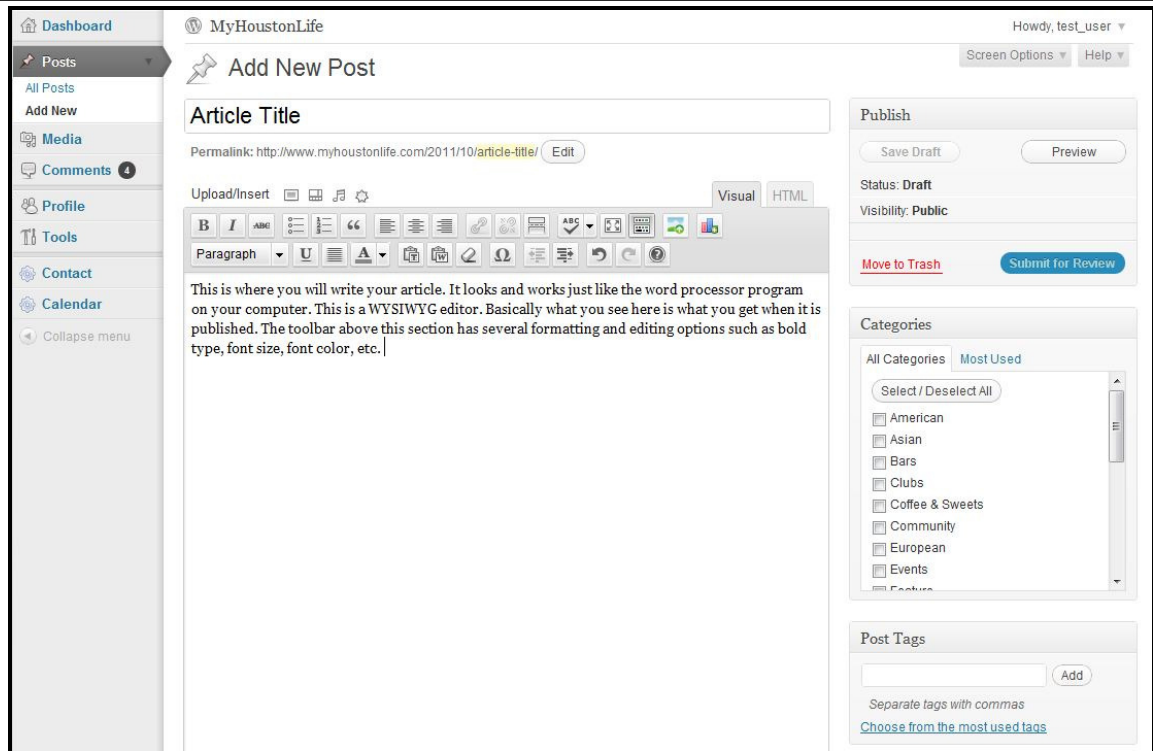 Dashboard
Posts
All Posts
Add New
Media
Comments 4
Profile
Tools
Contact
Calendar
Collapse menu
MyHoustonLife
Howdy, test_user
Screen Options
Help
Add New Post
Article Title
Permalink: http://www.myhoustonlife.com/2011/10/article-title/ Edit
Upload/Insert
Visual
HTML
B I ABC ABC
Paragraph U A T W Ω
This is where you will write your article. It looks and works just like the word processor program
on your computer. This is a WYSIWYG editor. Basically what you see here is what you get when it is
published. The toolbar above this section has several formatting and editing options such as bold
type, font size, font color, etc.
Publish
Save Draft
Preview
Status: Draft
Visibility: Public
Move to Trash
Submit for Review
Categories
All Categories
Most Used
Select / Deselect All
American
Asian
Bars
Clubs
Coffee & Sweets
Community
European
Events
Feature
Post Tags
Add
Separate tags with commas
Choose from the most used tags